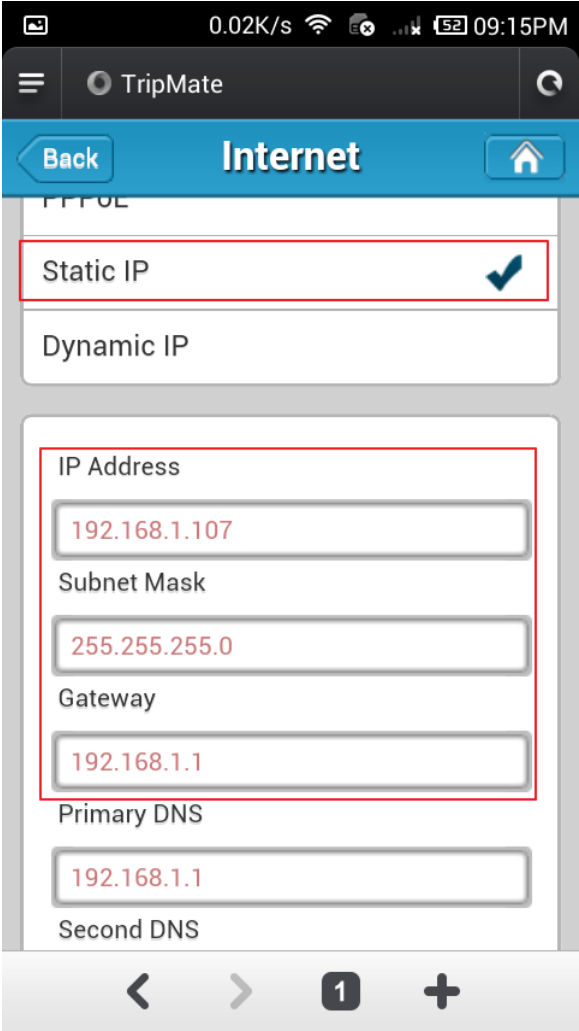 0.02K/s 52 09:15PM
TripMate
Back Internet
PPPoE
Static IP
Dynamic IP
IP Address
192.168.1.107
Subnet Mask
255.255.255.0
Gateway
192.168.1.1
Primary DNS
192.168.1.1
Second DNS
1